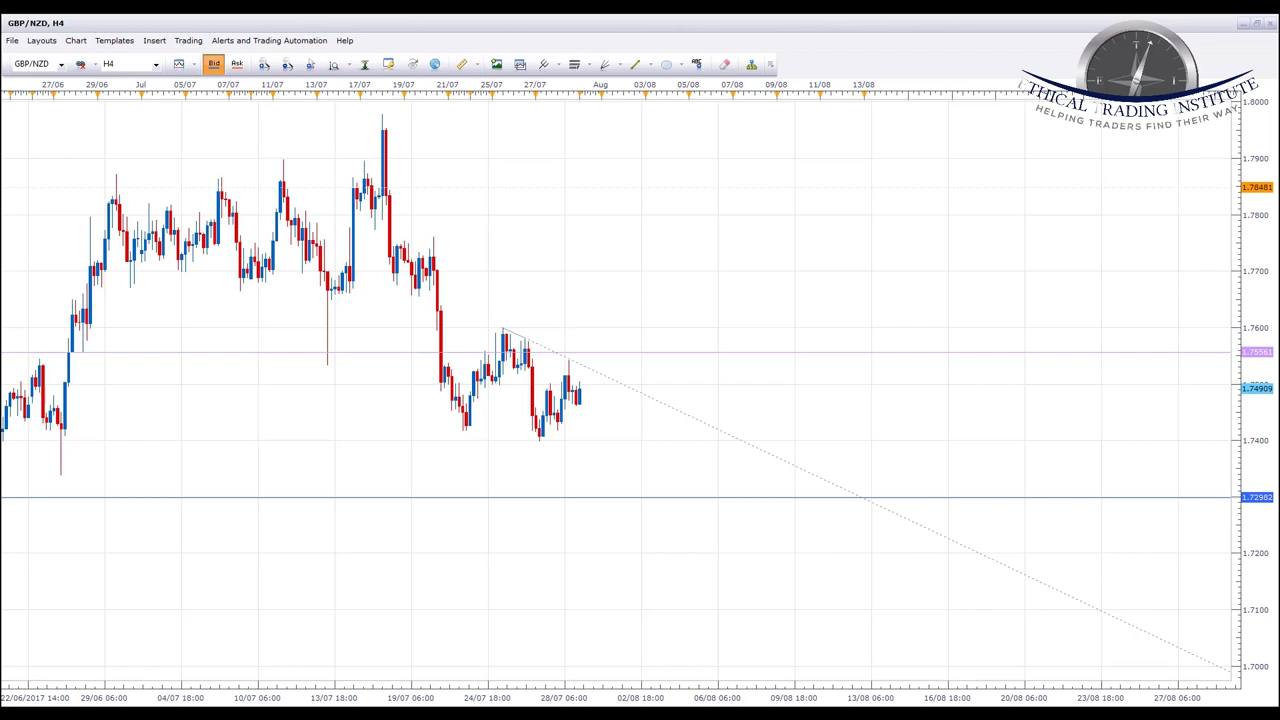 GBP/NZD, H4
File Layouts Chart Templates Insert Trading Alerts and Trading Automation Help
GBP/NZD H4 Bid Ask ABC
27/06 29/06 Jul 05/07 07/07 11/07 13/07 17/07 19/07 21/07 25/07 27/07 Aug 03/08 05/08 09/08 11/08 13/08
ETHICAL TRADING INSTITUTE
HELPING TRADERS FIND THEIR WAY
1.8000
1.7900
1.78481
1.7800
1.7700
1.7600
1.75561
1.74909
1.7400
1.72982
1.7200
1.7100
1.7000
22/06/2017 14:00 29/06 06:00 04/07 18:00 10/07 06:00 13/07 18:00 19/07 06:00 24/07 18:00 28/07 06:00 02/08 18:00 06/08 06:00 09/08 18:00 13/08 06:00 16/08 18:00 20/08 06:00 23/08 18:00 27/08 06:00